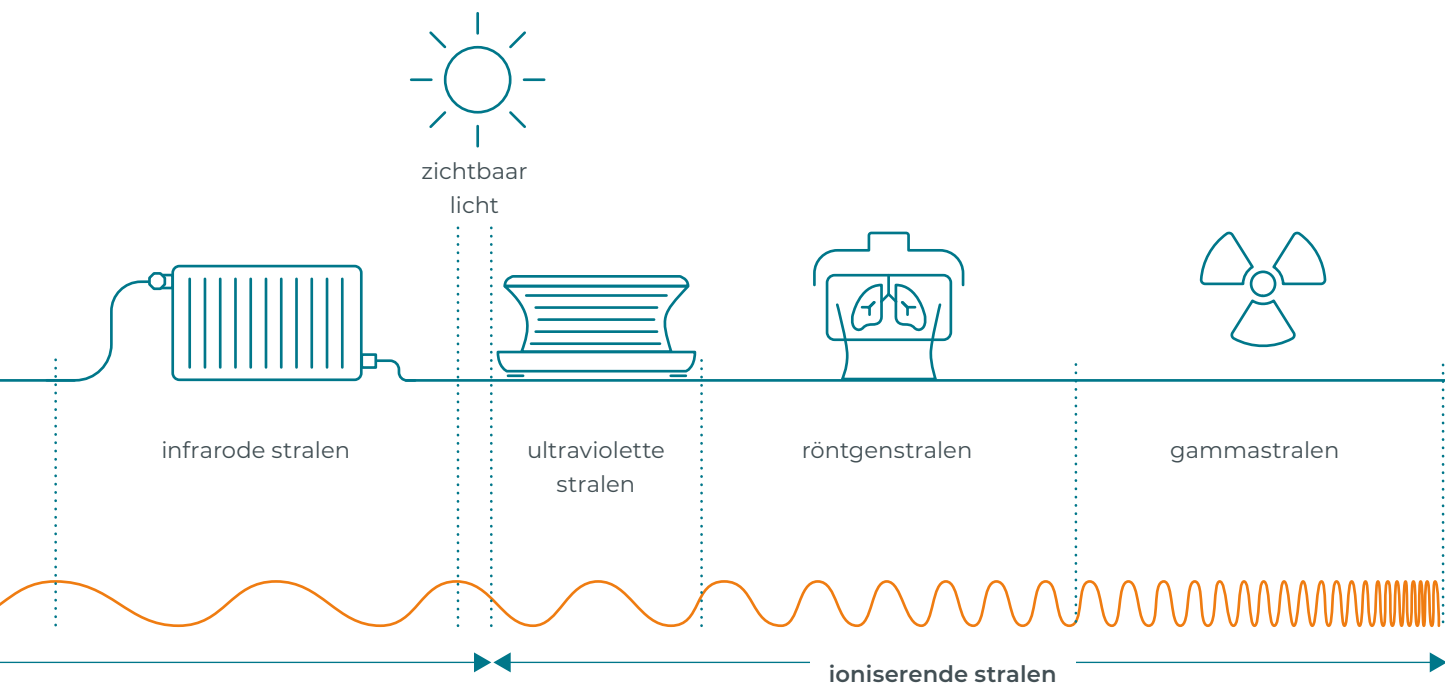 zichtbaar
licht
infrarode stralen
ultraviolette
stralen
röntgenstralen
gammastralen
ioniserende stralen